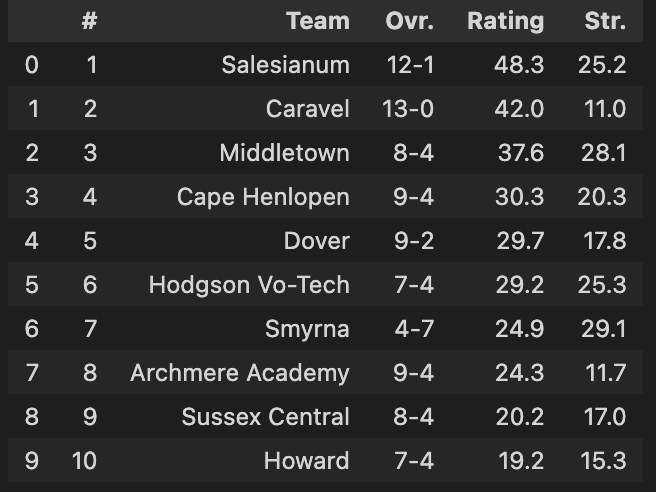 # Team Ovr. Rating Str.
0 1 Salesianum 12-1 48.3 25.2
1 2 Caravel 13-0 42.0 11.0
2 3 Middletown 8-4 37.6 28.1
3 4 Cape Henlopen 9-4 30.3 20.3
4 5 Dover 9-2 29.7 17.8
5 6 Hodgson Vo-Tech 7-4 29.2 25.3
6 7 Smyrna 4-7 24.9 29.1
7 8 Archmere Academy 9-4 24.3 11.7
8 9 Sussex Central 8-4 20.2 17.0
9 10 Howard 7-4 19.2 15.3